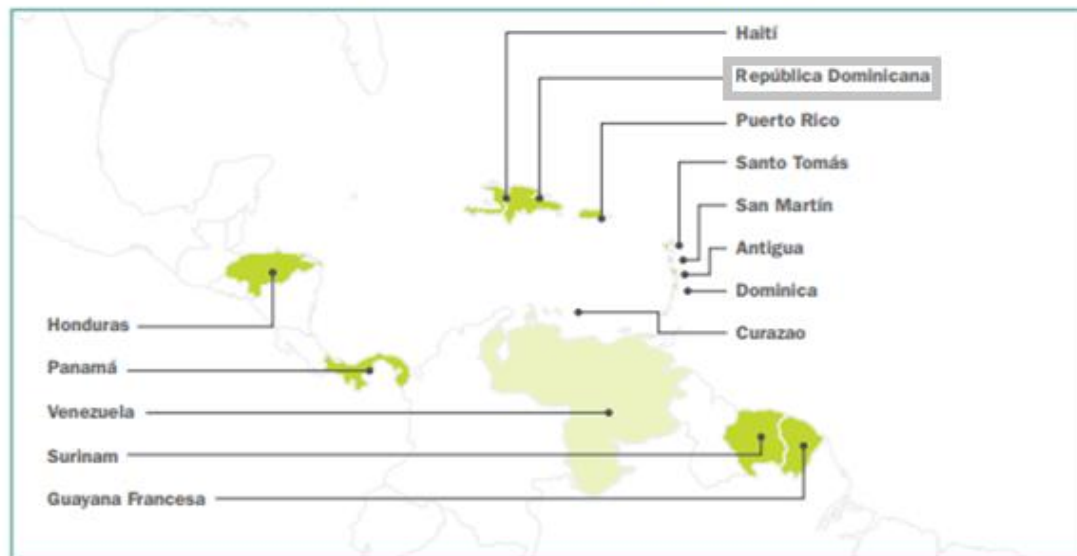 Haití
República Dominicana
Puerto Rico
Santo Tomás
San Martín
Antigua
Dominica
Curazao
Honduras
Panamá
Venezuela
Surinam
Guayana Francesa